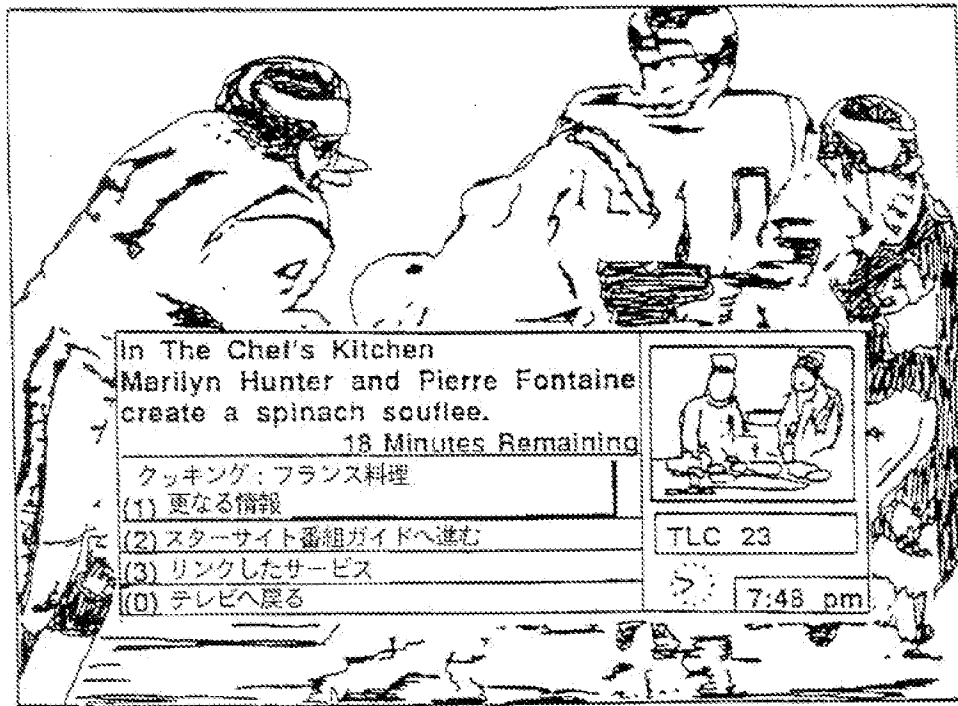 In The Chef's Kitchen
Marilyn Hunter and Pierre Fontaine
create a spinach souflee.
18 Minutes Remaining
クッキング：フランス料理
(1) 更なる情報
(2) スターサイト番組ガイドへ進む
(3) リンクしたサービス
(0) テレビへ戻る
TLC 23
7:48 pm